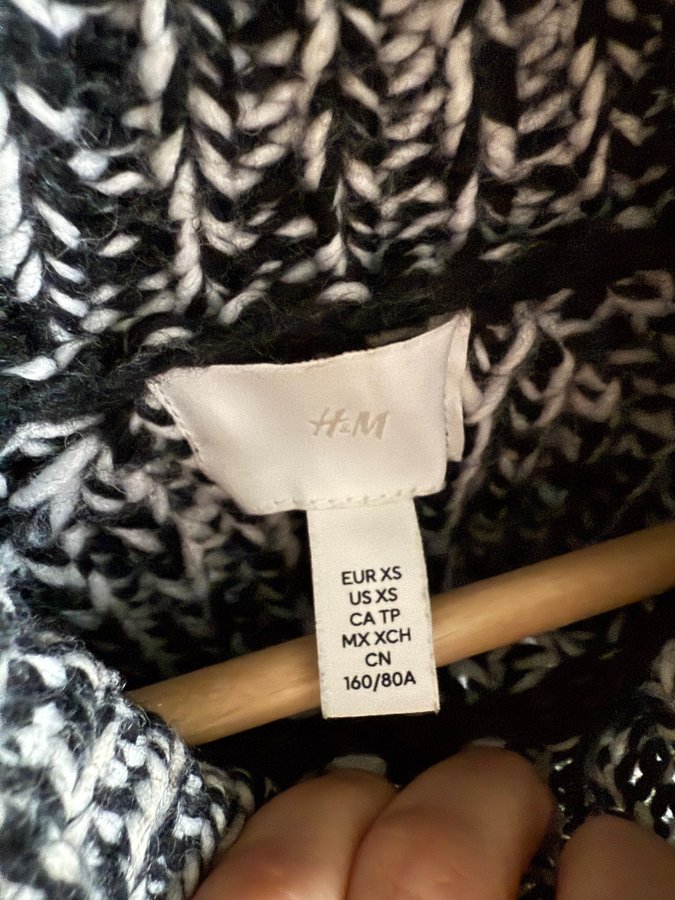 H&M
EUR XS
US XS
CA TP
MX XCH
CN
160/80A